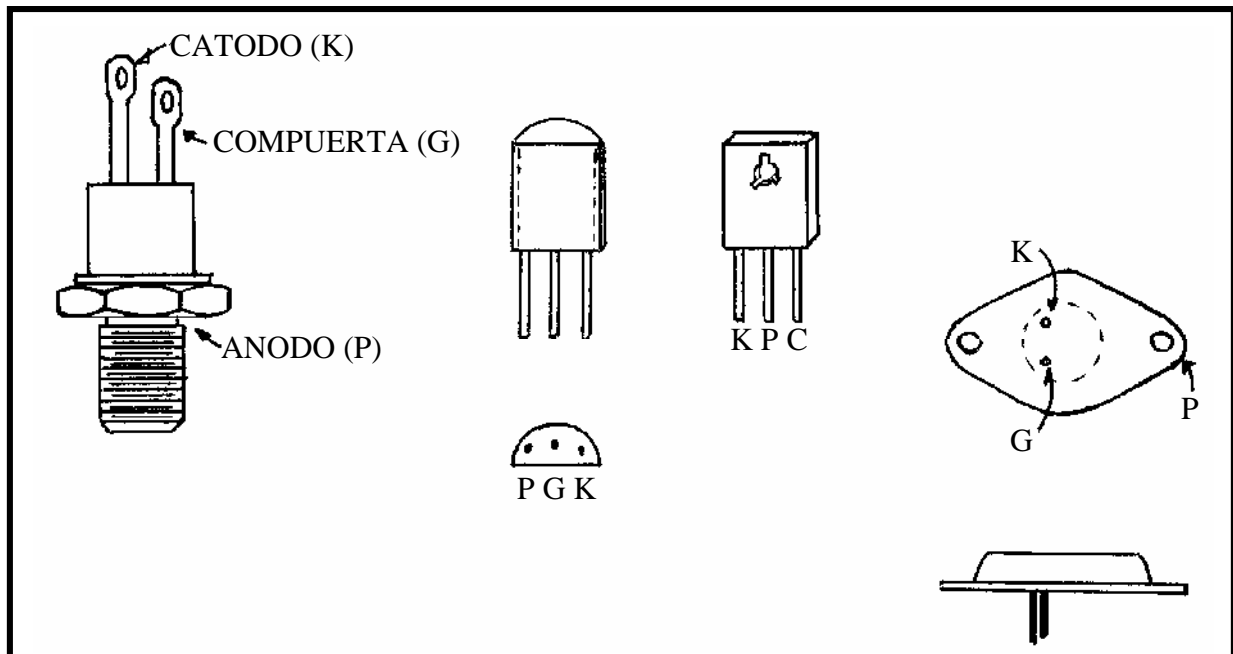 CATODO (K)
COMPUERTA (G)
ANODO (P)
K P C
P G K
K
G
P